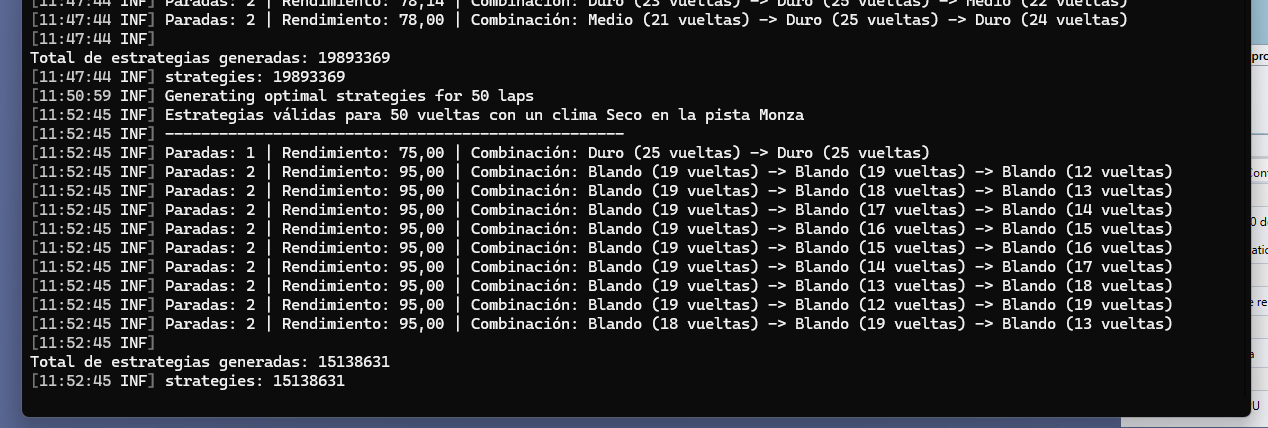 [11:47:44 INF] Paradas: 2 | Rendimiento: 78,14 | Combinación: Duro (23 vueltas) -> Duro (25 vueltas) -> Medio (22 vueltas)
[11:47:44 INF] Paradas: 2 | Rendimiento: 78,00 | Combinación: Medio (21 vueltas) -> Duro (25 vueltas) -> Duro (24 vueltas)
[11:47:44 INF]
Total de estrategias generadas: 19893369
[11:47:44 INF] strategies: 19893369
[11:50:59 INF] Generating optimal strategies for 50 laps
[11:52:45 INF] Estrategias válidas para 50 vueltas con un clima Seco en la pista Monza
[11:52:45 INF] ---------------------------------------------------
[11:52:45 INF] Paradas: 1 | Rendimiento: 75,00 | Combinación: Duro (25 vueltas) -> Duro (25 vueltas)
[11:52:45 INF] Paradas: 2 | Rendimiento: 95,00 | Combinación: Blando (19 vueltas) -> Blando (19 vueltas) -> Blando (12 vueltas)
[11:52:45 INF] Paradas: 2 | Rendimiento: 95,00 | Combinación: Blando (19 vueltas) -> Blando (18 vueltas) -> Blando (13 vueltas)
[11:52:45 INF] Paradas: 2 | Rendimiento: 95,00 | Combinación: Blando (19 vueltas) -> Blando (17 vueltas) -> Blando (14 vueltas)
[11:52:45 INF] Paradas: 2 | Rendimiento: 95,00 | Combinación: Blando (19 vueltas) -> Blando (16 vueltas) -> Blando (15 vueltas)
[11:52:45 INF] Paradas: 2 | Rendimiento: 95,00 | Combinación: Blando (19 vueltas) -> Blando (15 vueltas) -> Blando (16 vueltas)
[11:52:45 INF] Paradas: 2 | Rendimiento: 95,00 | Combinación: Blando (19 vueltas) -> Blando (14 vueltas) -> Blando (17 vueltas)
[11:52:45 INF] Paradas: 2 | Rendimiento: 95,00 | Combinación: Blando (19 vueltas) -> Blando (13 vueltas) -> Blando (18 vueltas)
[11:52:45 INF] Paradas: 2 | Rendimiento: 95,00 | Combinación: Blando (19 vueltas) -> Blando (12 vueltas) -> Blando (19 vueltas)
[11:52:45 INF] Paradas: 2 | Rendimiento: 95,00 | Combinación: Blando (18 vueltas) -> Blando (19 vueltas) -> Blando (13 vueltas)
[11:52:45 INF]
Total de estrategias generadas: 15138631
[11:52:45 INF] strategies: 15138631